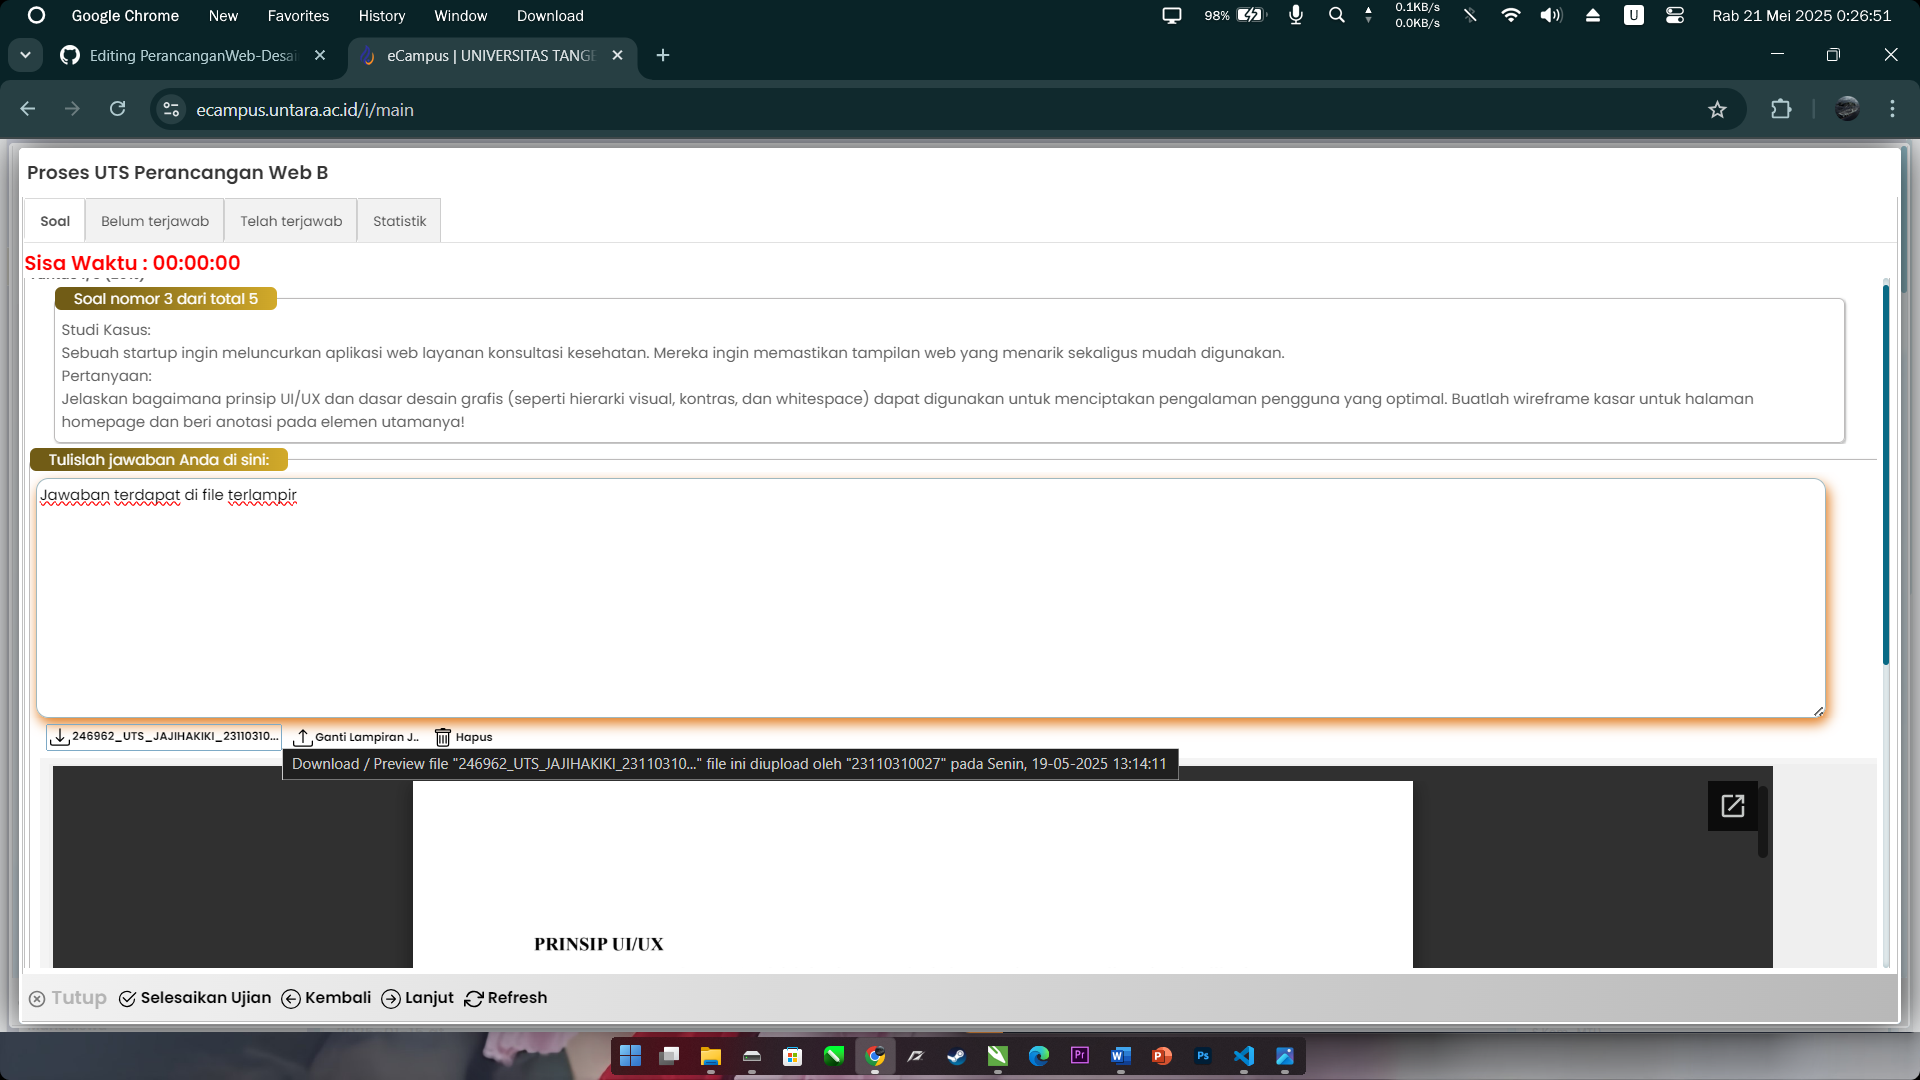 Google Chrome New Favorites History Window Download 98% 0.1KB/s 0.0KB/s U Rab 21 Mei 2025 0:26:51
Editing PerancanganWeb-Desai eCampus | UNIVERSITAS TANGE
ecampus.untara.ac.id/i/main
Proses UTS Perancangan Web B
Soal Belum terjawab Telah terjawab Statistik
Sisa Waktu : 00:00:00
Soal nomor 3 dari total 5
Studi Kasus:
Sebuah startup ingin meluncurkan aplikasi web layanan konsultasi kesehatan. Mereka ingin memastikan tampilan web yang menarik sekaligus mudah digunakan.
Pertanyaan:
Jelaskan bagaimana prinsip UI/UX dan dasar desain grafis (seperti hierarki visual, kontras, dan whitespace) dapat digunakan untuk menciptakan pengalaman pengguna yang optimal. Buatlah wireframe kasar untuk halaman
homepage dan beri anotasi pada elemen utamanya!
Tulislah jawaban Anda di sini:
Jawaban terdapat di file terlampir
246962_UTS_JAJIHAKIKI_23110310... Ganti Lampiran J.. Hapus
Download / Preview file "246962_UTS_JAJIHAKIKI_23110310..." file ini diupload oleh "23110310027" pada Senin, 19-05-2025 13:14:11
PRINSIP UI/UX
Tutup Selesaikan Ujian Kembali Lanjut Refresh
Pr W P Ps